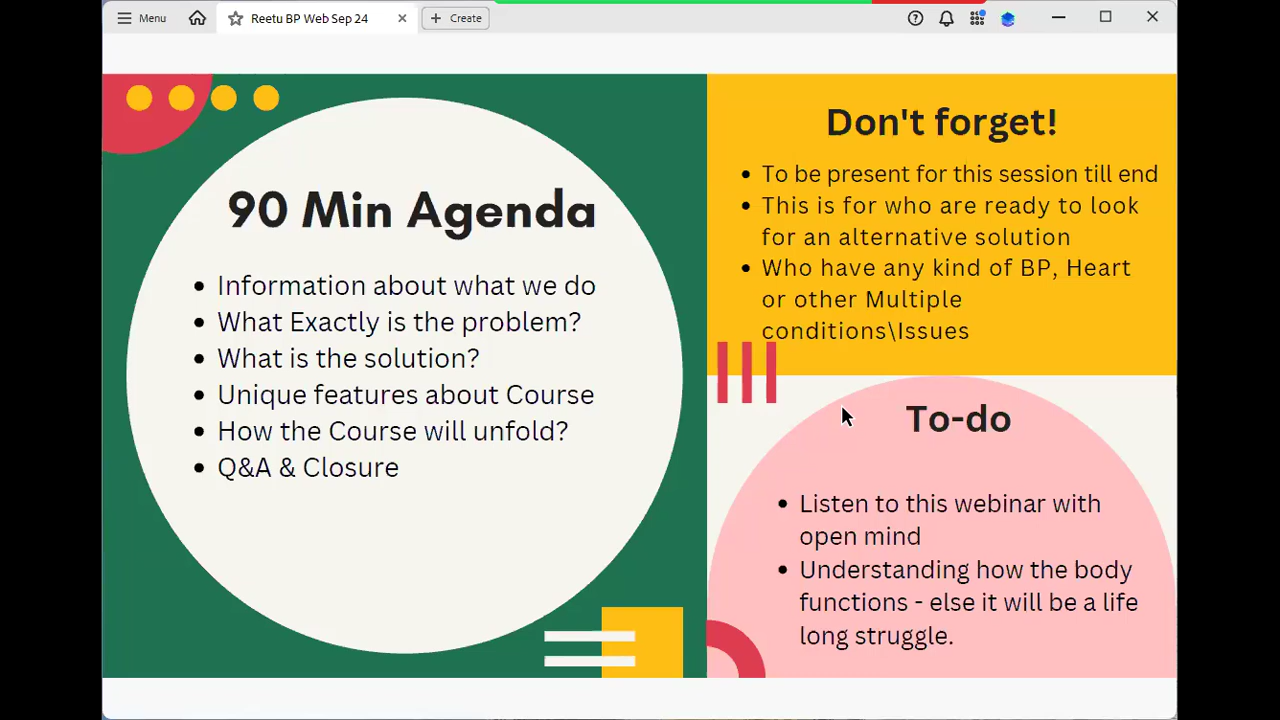 Menu
Reetu BP Web Sep 24
Create
90 Min Agenda
Information about what we do
What Exactly is the problem?
What is the solution?
Unique features about Course
How the Course will unfold?
Q&A & Closure
Don't forget!
To be present for this session till end
This is for who are ready to look
for an alternative solution
Who have any kind of BP, Heart
or other Multiple
conditions\Issues
To-do
Listen to this webinar with
open mind
Understanding how the body
functions - else it will be a life
long struggle.